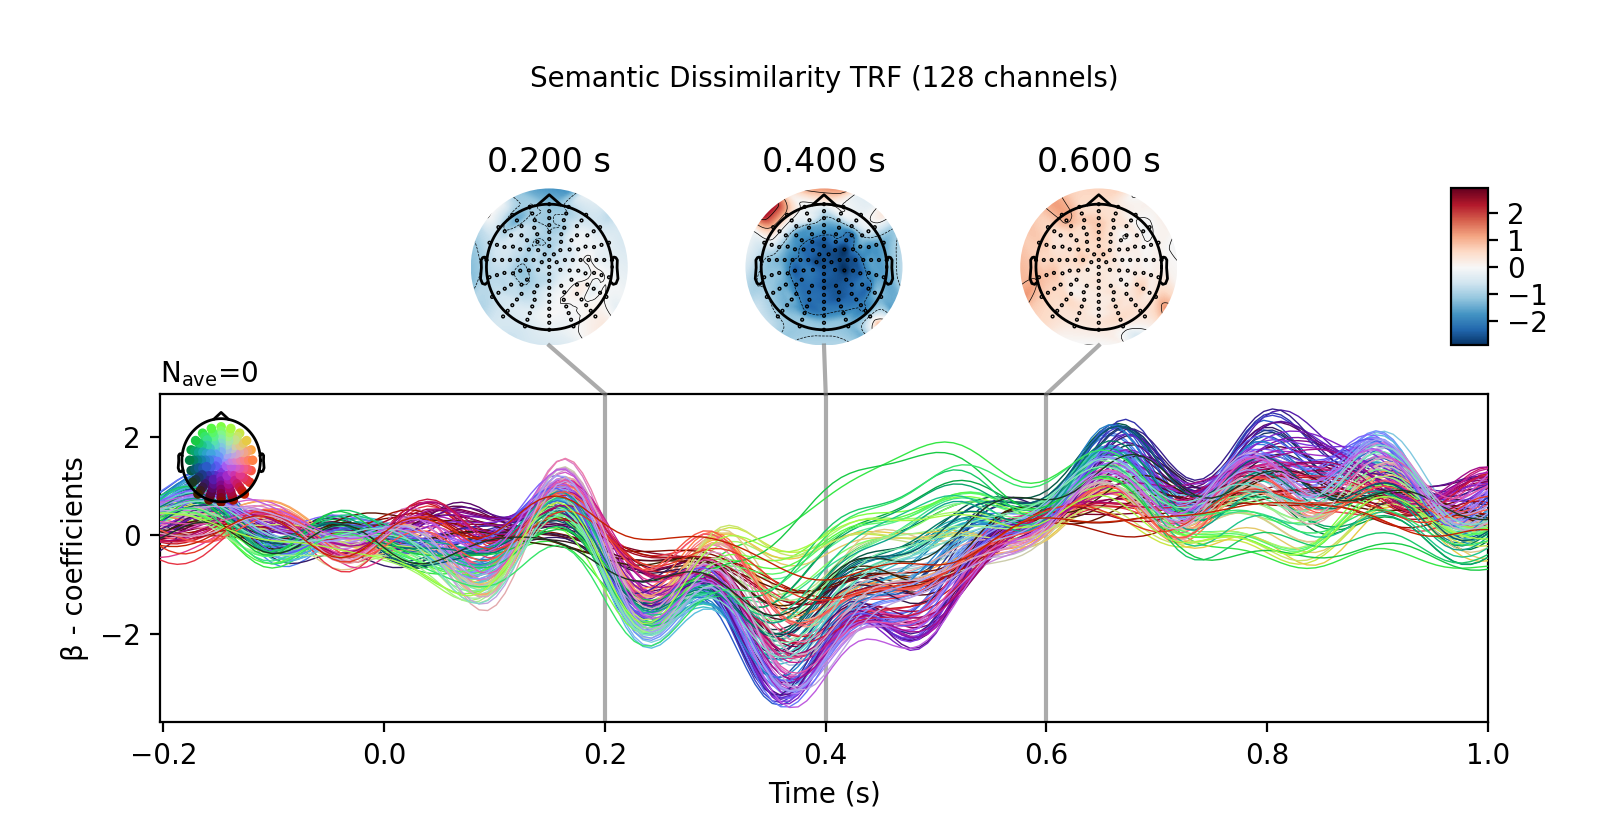 Semantic Dissimilarity TRF (128 channels)
0.200 s 0.400 s 0.600 s
2
1
0
−1
−2
Nave=0
β - coefficients
2
0
−2
−0.2 0.0 0.2 0.4 0.6 0.8 1.0
Time (s)